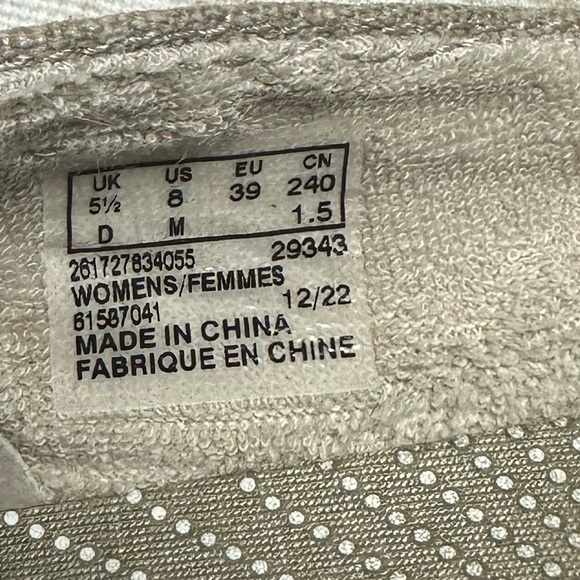 UK US EU CN
5½ 8 39 240
D M 1.5
261727834055 29343
WOMENS/FEMMES
61587041 12/22
MADE IN CHINA
FABRIQUE EN CHINE